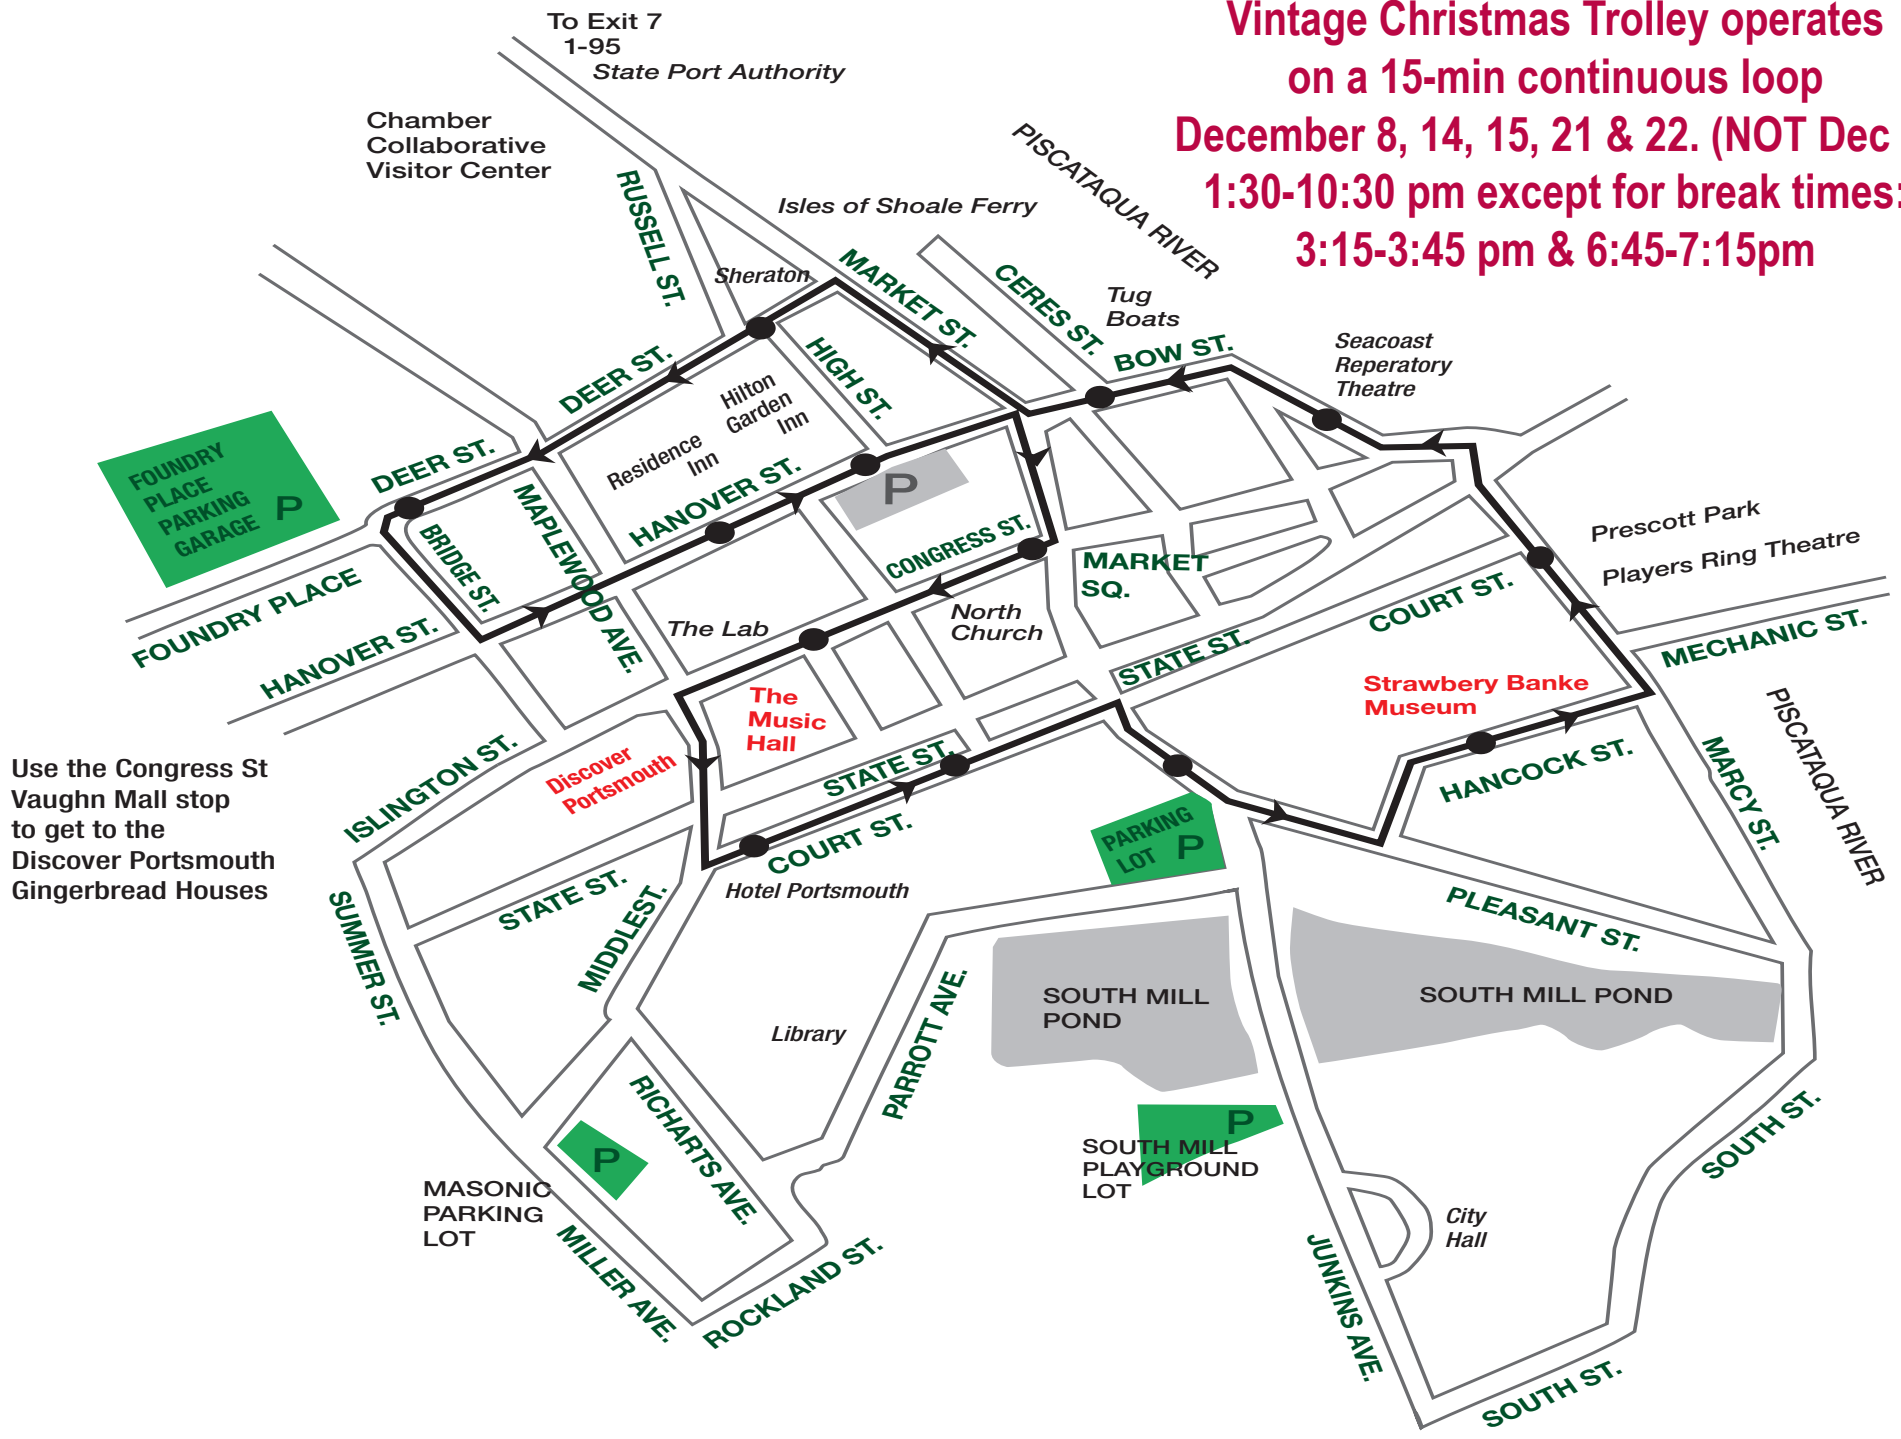 To Exit 7
1-95
State Port Authority
Vintage Christmas Trolley operates
on a 15-min continuous loop
December 8, 14, 15, 21 & 22. (NOT Dec
1:30-10:30 pm except for break times:
3:15-3:45 pm & 6:45-7:15pm
Chamber
Collaborative
Visitor Center
PISCATAQUA RIVER
RUSSELL ST.
Isles of Shoale Ferry
Sheraton
MARKET ST.
CERES ST.
Tug
Boats
BOW ST.
Seacoast
Reperatory
Theatre
DEER ST.
HIGH ST.
Hilton
Garden
Inn
Residence
Inn
HANOVER ST.
P
FOUNDRY
PLACE
PARKING
GARAGE P
DEER ST.
BRIDGE ST.
MAPLEWOOD AVE.
CONGRESS ST.
MARKET
SQ.
Prescott Park
Players Ring Theatre
FOUNDRY PLACE
HANOVER ST.
The Lab
North
Church
COURT ST.
STATE ST.
MECHANIC ST.
Strawbery Banke
Museum
The
Music
Hall
PISCATAQUA RIVER
Use the Congress St
Vaughn Mall stop
to get to the
Discover Portsmouth
Gingerbread Houses
ISLINGTON ST.
Discover
Portsmouth
STATE ST.
HANCOCK ST.
MARCY ST.
COURT ST.
PARKING
LOT P
Hotel Portsmouth
STATE ST.
SUMMER ST.
MIDDLEST.
PLEASANT ST.
SOUTH MILL
POND
SOUTH MILL POND
Library
PARROTT AVE.
RICHARTS AVE.
P
MASONIC
PARKING
LOT
P
SOUTH MILL
PLAYGROUND
LOT
SOUTH ST.
City
Hall
MILLER AVE.
ROCKLAND ST.
JUNKINS AVE.
SOUTH ST.